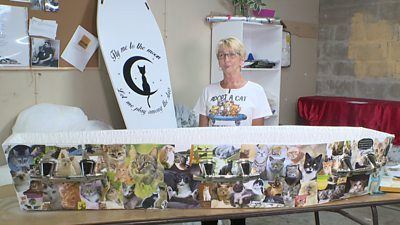 Fly me to the moon
Let me play among the stars
ADOPT A CAT